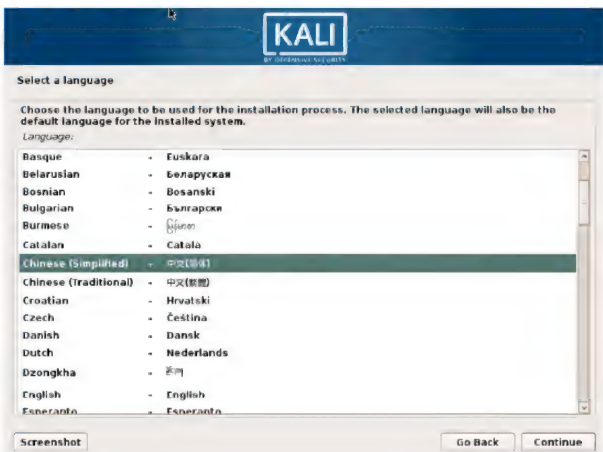 KALI
BY OFFENSIVE SECURITY
Select a language
Choose the language to be used for the installation process. The selected language will also be the
default language for the installed system.
Language:
Basque - Euskara
Belarusian - Беларуская
Bosnian - Bosanski
Bulgarian - Български
Burmese -
Catalan - Català
Chinese (Simplified) - 中文(简体)
Chinese (Traditional) - 中文(繁體)
Croatian - Hrvatski
Czech - Čeština
Danish - Dansk
Dutch - Nederlands
Dzongkha -
English - English
Esperanto - Esperanto
Screenshot Go Back Continue